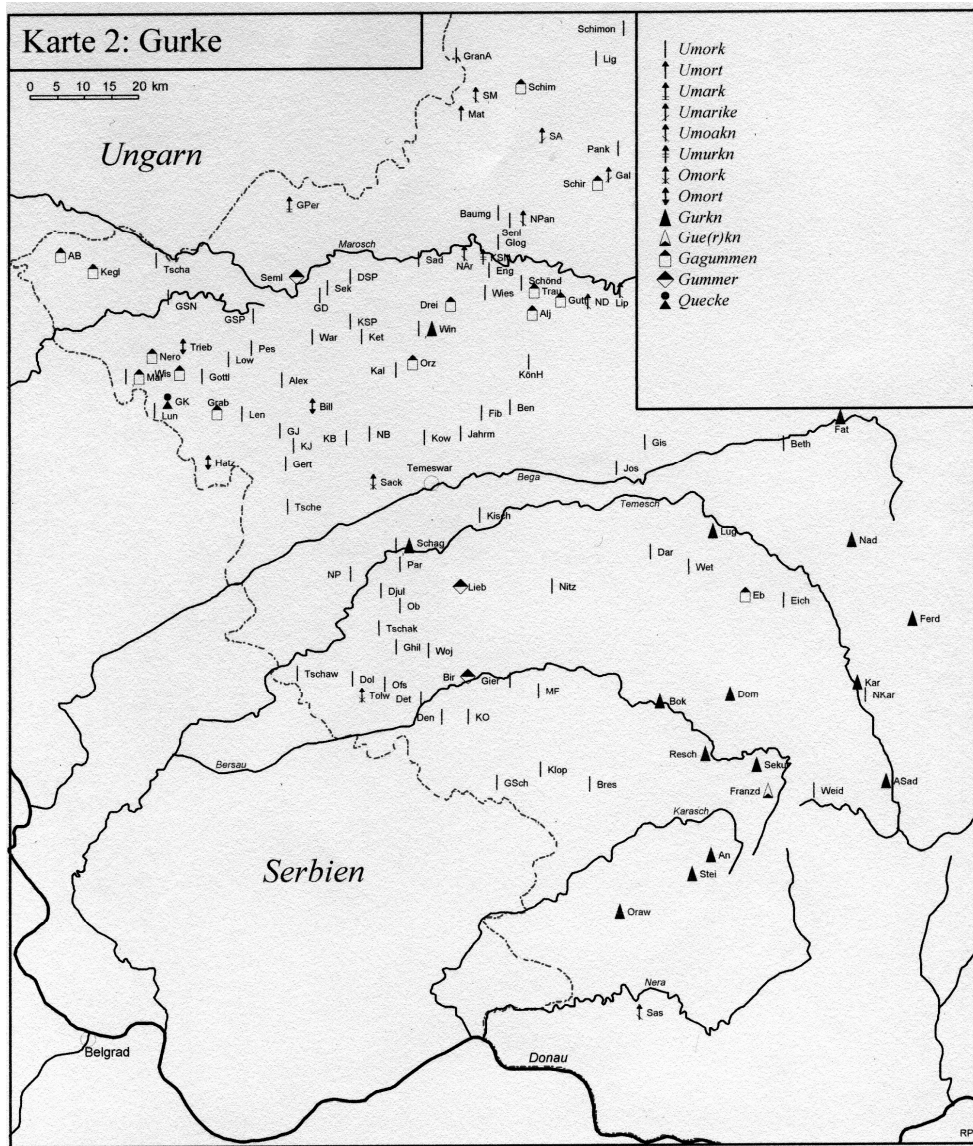 Karte 2: Gurke
0 5 10 20 km
Umork
Umort
Umark
Umarike
Umoakn
Umurkn
Omork
Omort
Gurkn
Gue(r)kn
Gagummen
Gummer
Quecke
Schimon
GranA
Lig
Schim
SM
Mat
SA
Ungarn
Pank
Schir
Gal
GPer
Baumg
NPan
Marosch
Glog
AB
Kegl
Tscha
Seml
DSP
Sad
NAr
KSM
Eng
Sek
Schönd
Wies
Trau
Gutt
ND
Lip
GSN
GD
Drei
Alj
GSP
KSP
Win
War
Ket
Trieb
Nero
Pes
Low
Orz
Kal
KönH
Mar
Wis
Gottl
Alex
GK
Grab
Lun
Len
Bill
Fib
Ben
Fat
GJ
KJ
KB
NB
Kow
Jahrm
Gis
Beth
Hatz
Gert
Temeswar
Jos
Bega
Sack
Tsche
Temesch
Kisch
Lug
Nad
Schag
Dar
Par
Wet
NP
Djul
Lieb
Nitz
Eb
Eich
Ob
Ferd
Tschak
Ghil
Woj
Tschaw
Dol
Ofs
Bir
Gier
Kar
Tolw
Det
MF
Dom
NKar
Bok
Den
KO
Bersau
Resch
Seku
Klop
GSch
Bres
Franzd
Weid
ASad
Karasch
An
Serbien
Stei
Oraw
Nera
Sas
Belgrad
Donau
RP